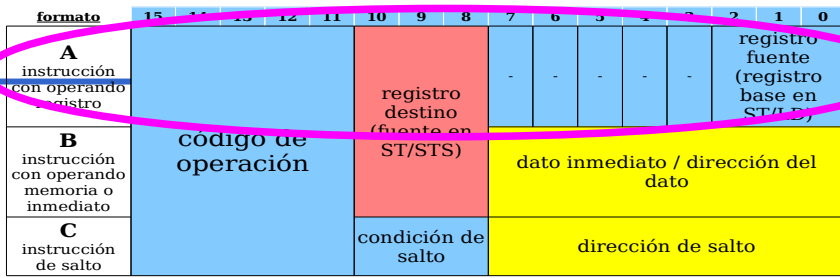 formato 15 14 13 12 11 10 9 8 7 6 5 4 3 2 1 0
A
instrucción
con operando
registro
registro
destino
(fuente en
ST/STS)
- - - - -
registro
fuente
(registro
base en
ST/LD)
código de
operación
B
instrucción
con operando
memoria o
inmediato
dato inmediato / dirección del
dato
C
instrucción
de salto
condición de
salto
dirección de salto